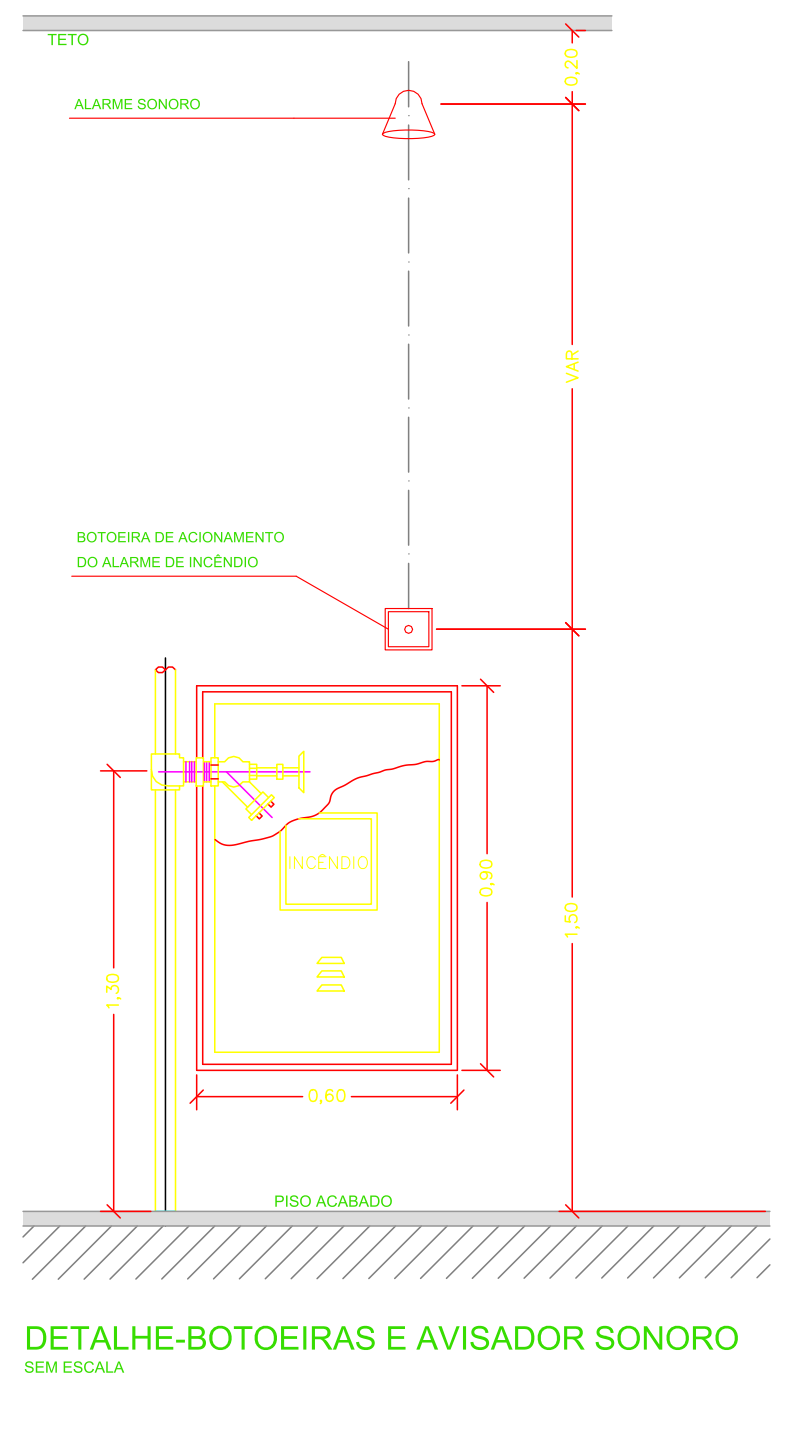 TETO
0,20
ALARME SONORO
VAR
BOTOEIRA DE ACIONAMENTO
DO ALARME DE INCÊNDIO
INCÊNDIO
0,90
1,50
1,30
0,60
PISO ACABADO
DETALHE-BOTOEIRAS E AVISADOR SONORO
SEM ESCALA